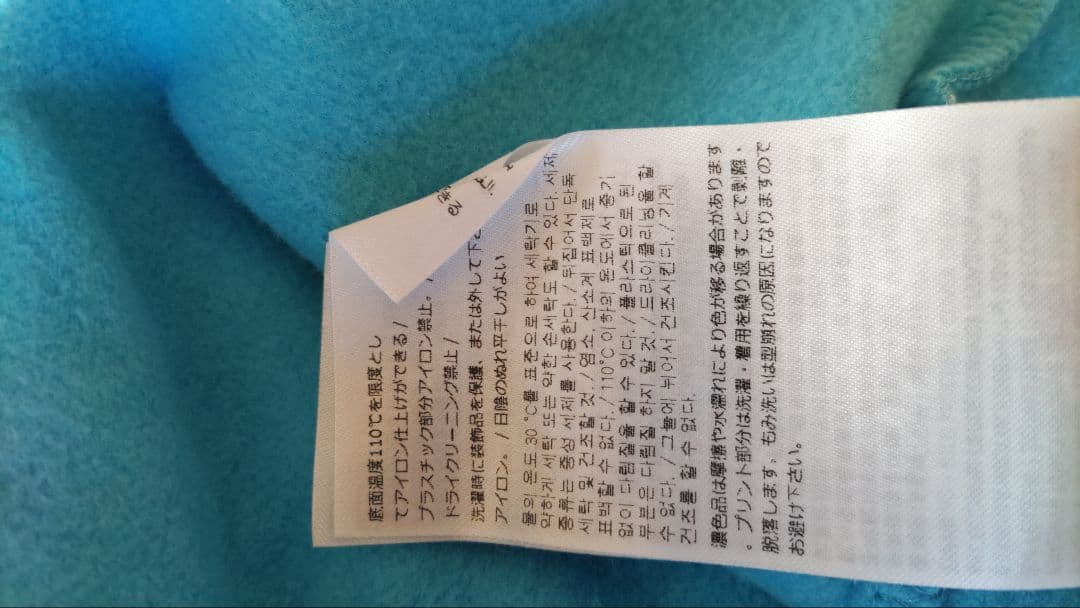 底面温度110℃を限度とし
てアイロン仕上げができる/
プラスチック部分アイロン禁止。/
ドライクリーニング禁止/
洗濯時に装飾品を保護、または外して下さ
アイロン。/日陰のぬれ平干しがよい
물의 온도 30 °C를 표준으로 하여 세탁기로
약하게 세탁 또는 약한 손세탁도 할 수 있다. 세제
종류는 중성 세제를 사용한다./ 뒤집어서 단독
세탁 및 건조할 것./ 염소, 산소계 표백제로
표백할 수 없다./ 110°C 이하의 온도에서 증기
없이 다림질을 할 수 있다./ 플라스틱으로 된
부분은 다림질 하지 말 것./ 드라이클리닝을 할
수 없다. / 그늘에 뉘어서 건조시킨다./ 기계
건조를 할 수 없다.
濃色品は摩擦や水濡れにより色が移る場合があります
。プリント部分は洗濯・着用を繰り返すことで剥離・
脱落します。もみ洗いは型崩れの原因になりますので
お避け下さい。